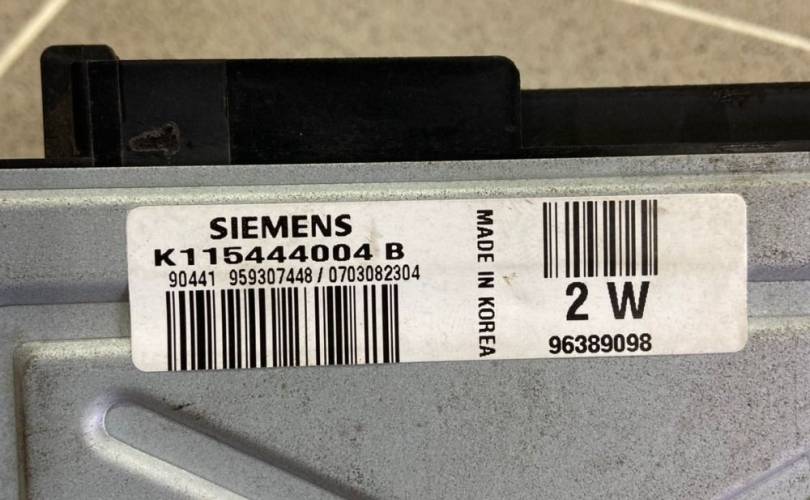 SIEMENS
K115444004 B
90441 959307448 / 0703082304
MADE IN KOREA
2 W
96389098